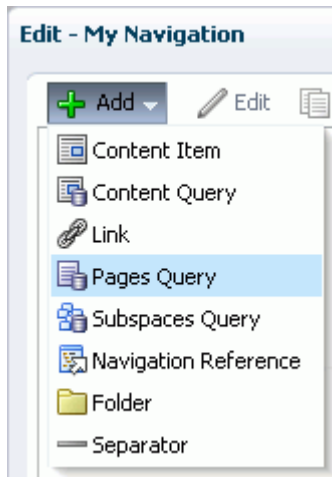 Edit - My Navigation
Add Edit
Content Item
Content Query
Link
Pages Query
Subspaces Query
Navigation Reference
Folder
Separator